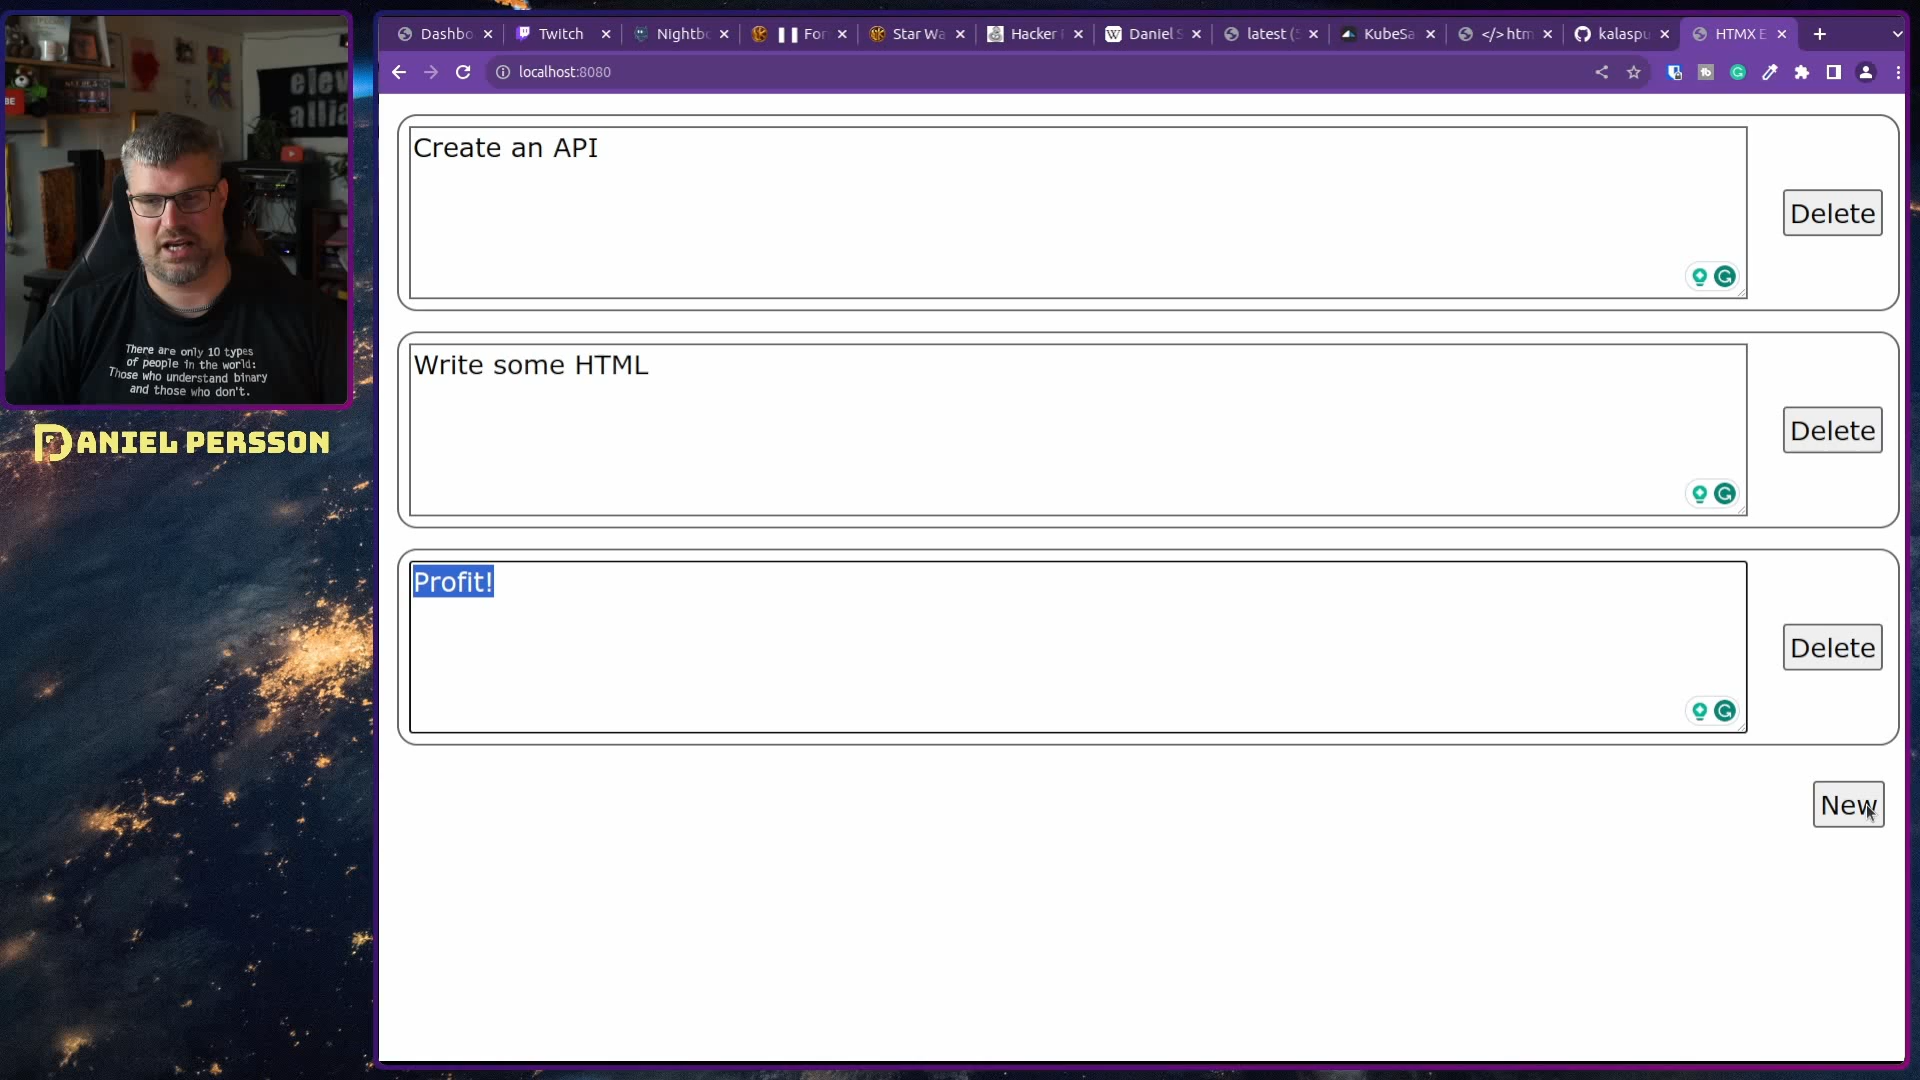 Dashbo
Twitch
Nightbo
For
Star Wa
Hacker
Daniel S
latest (
KubeSa
</> htm
kalaspu
HTMX E
localhost:8080
Create an API
Delete
Write some HTML
Delete
Profit!
Delete
New
DANIEL PERSSON
There are only 10 types
of people in the world:
Those who understand binary
and those who don't.